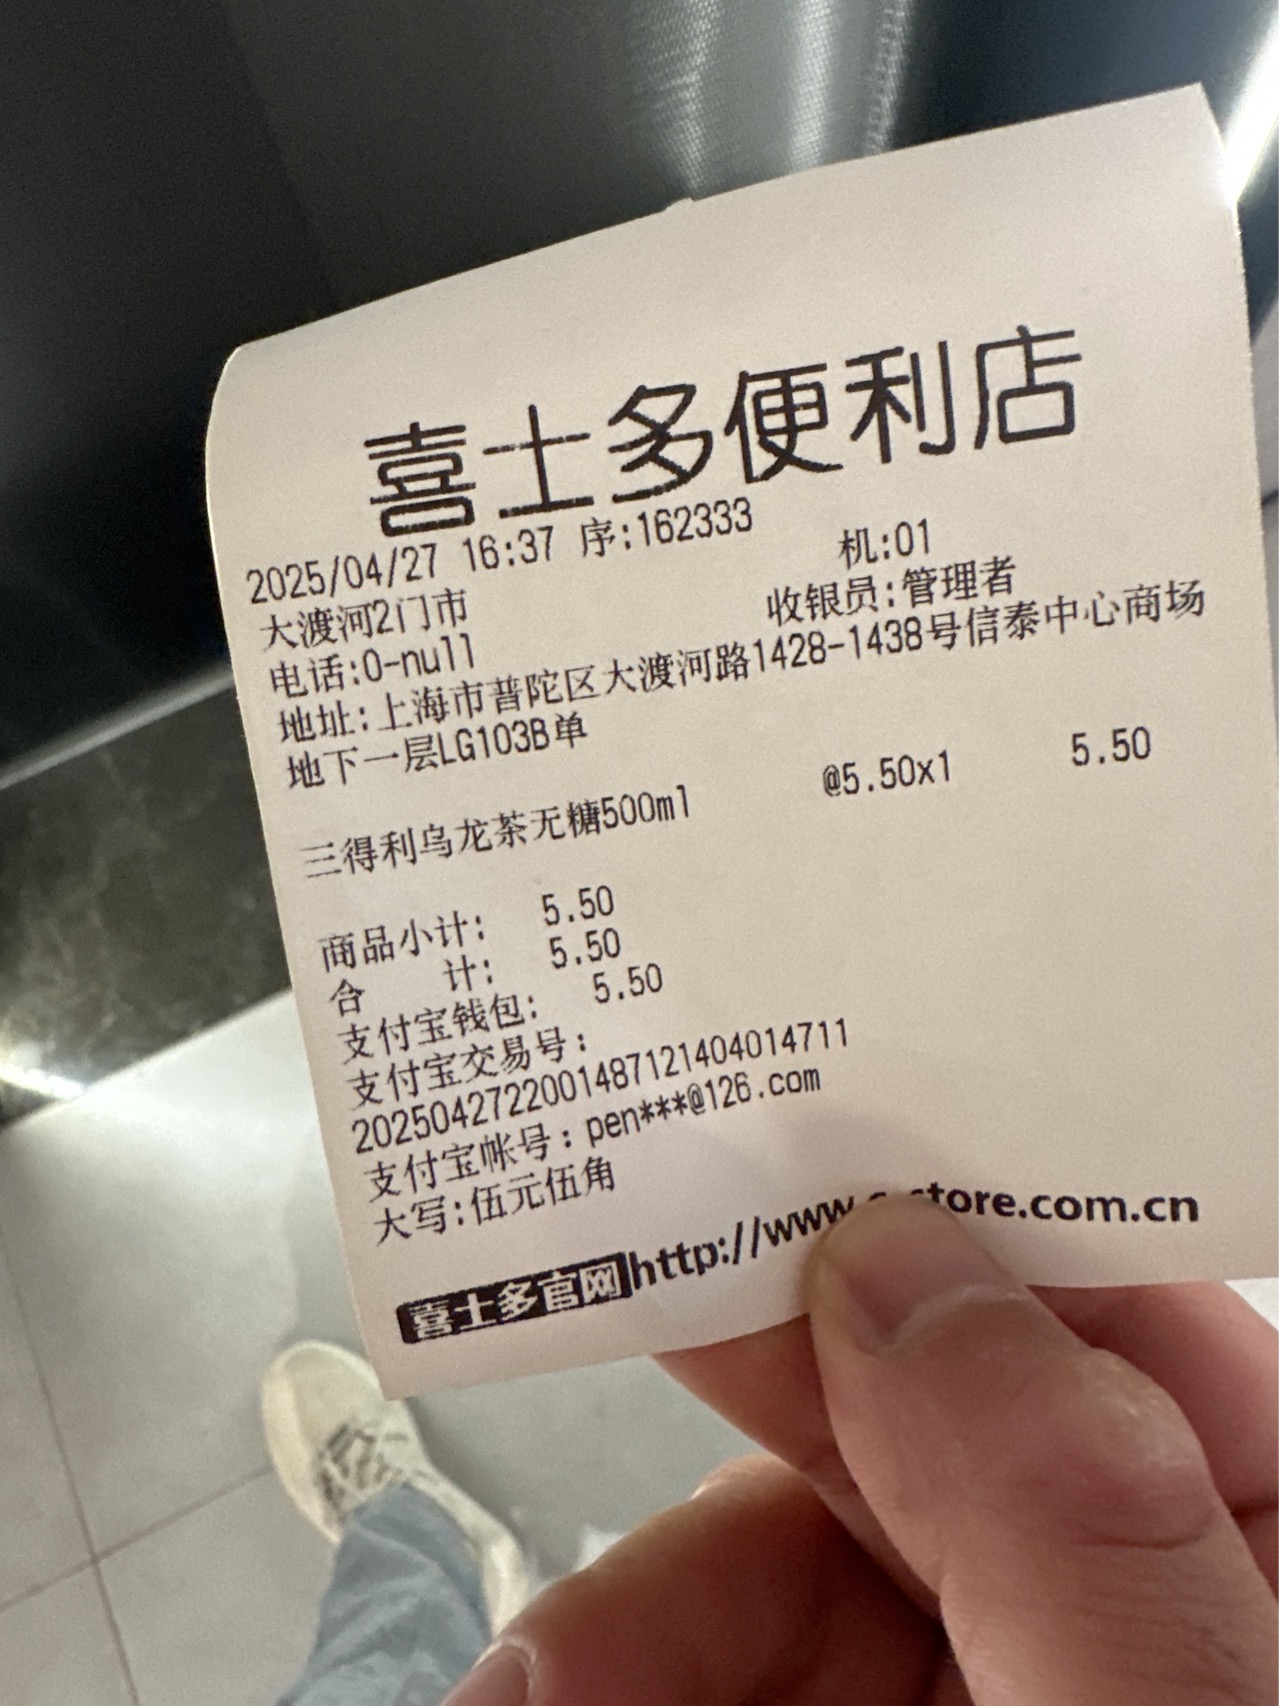 喜士多便利店
2025/04/27 16:37 序:162333 机:01
大渡河2门市 收银员:管理者
电话:0-null
地址:上海市普陀区大渡河路1428-1438号信泰中心商场
地下一层LG103B单
三得利乌龙茶无糖500ml @5.50x1 5.50
商品小计: 5.50
合 计: 5.50
支付宝钱包: 5.50
支付宝交易号:
2025042722001487121404014711
支付宝帐号:pen***@126.com
大写:伍元伍角
喜士多官网http://www.c-store.com.cn